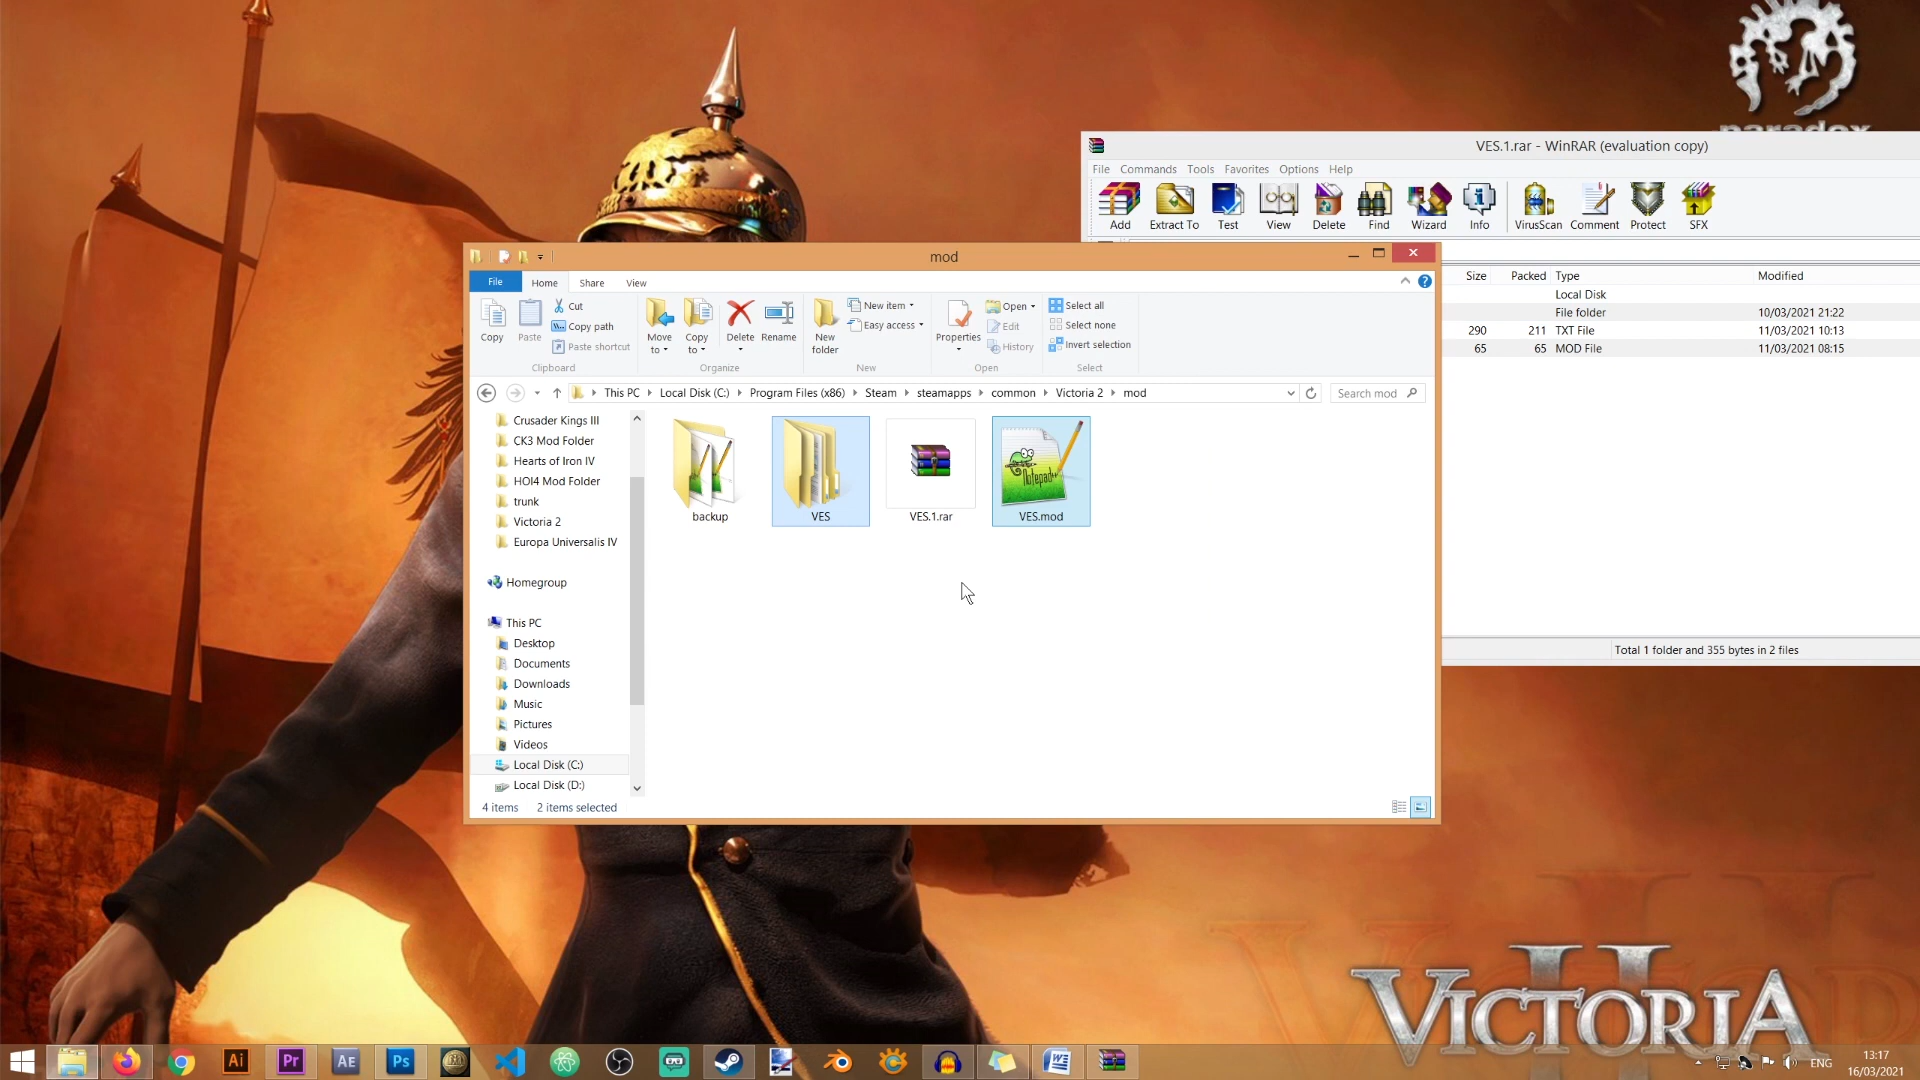 paradox
VES.1.rar - WinRAR (evaluation copy)
File Commands Tools Favorites Options Help
Add Extract To Test View Delete Find Wizard Info VirusScan Comment Protect SFX
Size Packed Type Modified
Local Disk
File folder 10/03/2021 21:22
290 211 TXT File 11/03/2021 10:13
65 65 MOD File 11/03/2021 08:15
Total 1 folder and 355 bytes in 2 files
mod
File Home Share View
Copy
Paste
Cut
Copy path
Paste shortcut
Clipboard
Move to
Copy to
Delete
Rename
Organize
New folder
New item
Easy access
New
Properties
Open
Edit
History
Open
Select all
Select none
Invert selection
Select
This PC Local Disk (C:) Program Files (x86) Steam steamapps common Victoria 2 mod
Search mod
Crusader Kings III
CK3 Mod Folder
Hearts of Iron IV
HOI4 Mod Folder
trunk
Victoria 2
Europa Universalis IV
Homegroup
This PC
Desktop
Documents
Downloads
Music
Pictures
Videos
Local Disk (C:)
Local Disk (D:)
backup
VES
VES.1.rar
Notepad++
VES.mod
4 items 2 items selected
VICTORIA II
Ai Pr AE Ps
ENG
13:17
16/03/2021